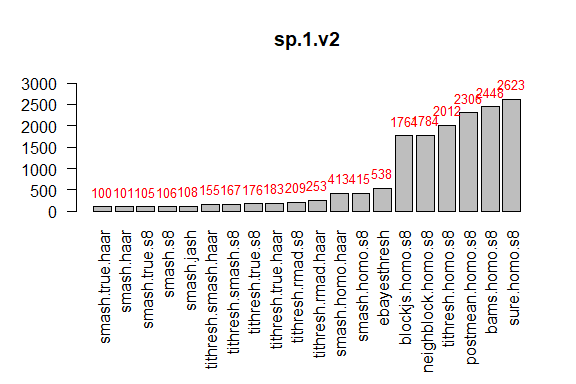 sp.1.v2
3000
2500
2000
1500
1000
500
0
100
101
105
106
108
155
167
176
183
209
253
413
415
538
1764
1784
2012
2306
2448
2623
smash.true.haar
smash.haar
smash.true.s8
smash.s8
smash.jash
tithresh.smash.haar
tithresh.smash.s8
tithresh.true.s8
tithresh.true.haar
tithresh.rmad.s8
tithresh.rmad.haar
smash.homo.haar
smash.homo.s8
ebayesthresh
blockjs.homo.s8
neighblock.homo.s8
tithresh.homo.s8
postmean.homo.s8
bams.homo.s8
sure.homo.s8